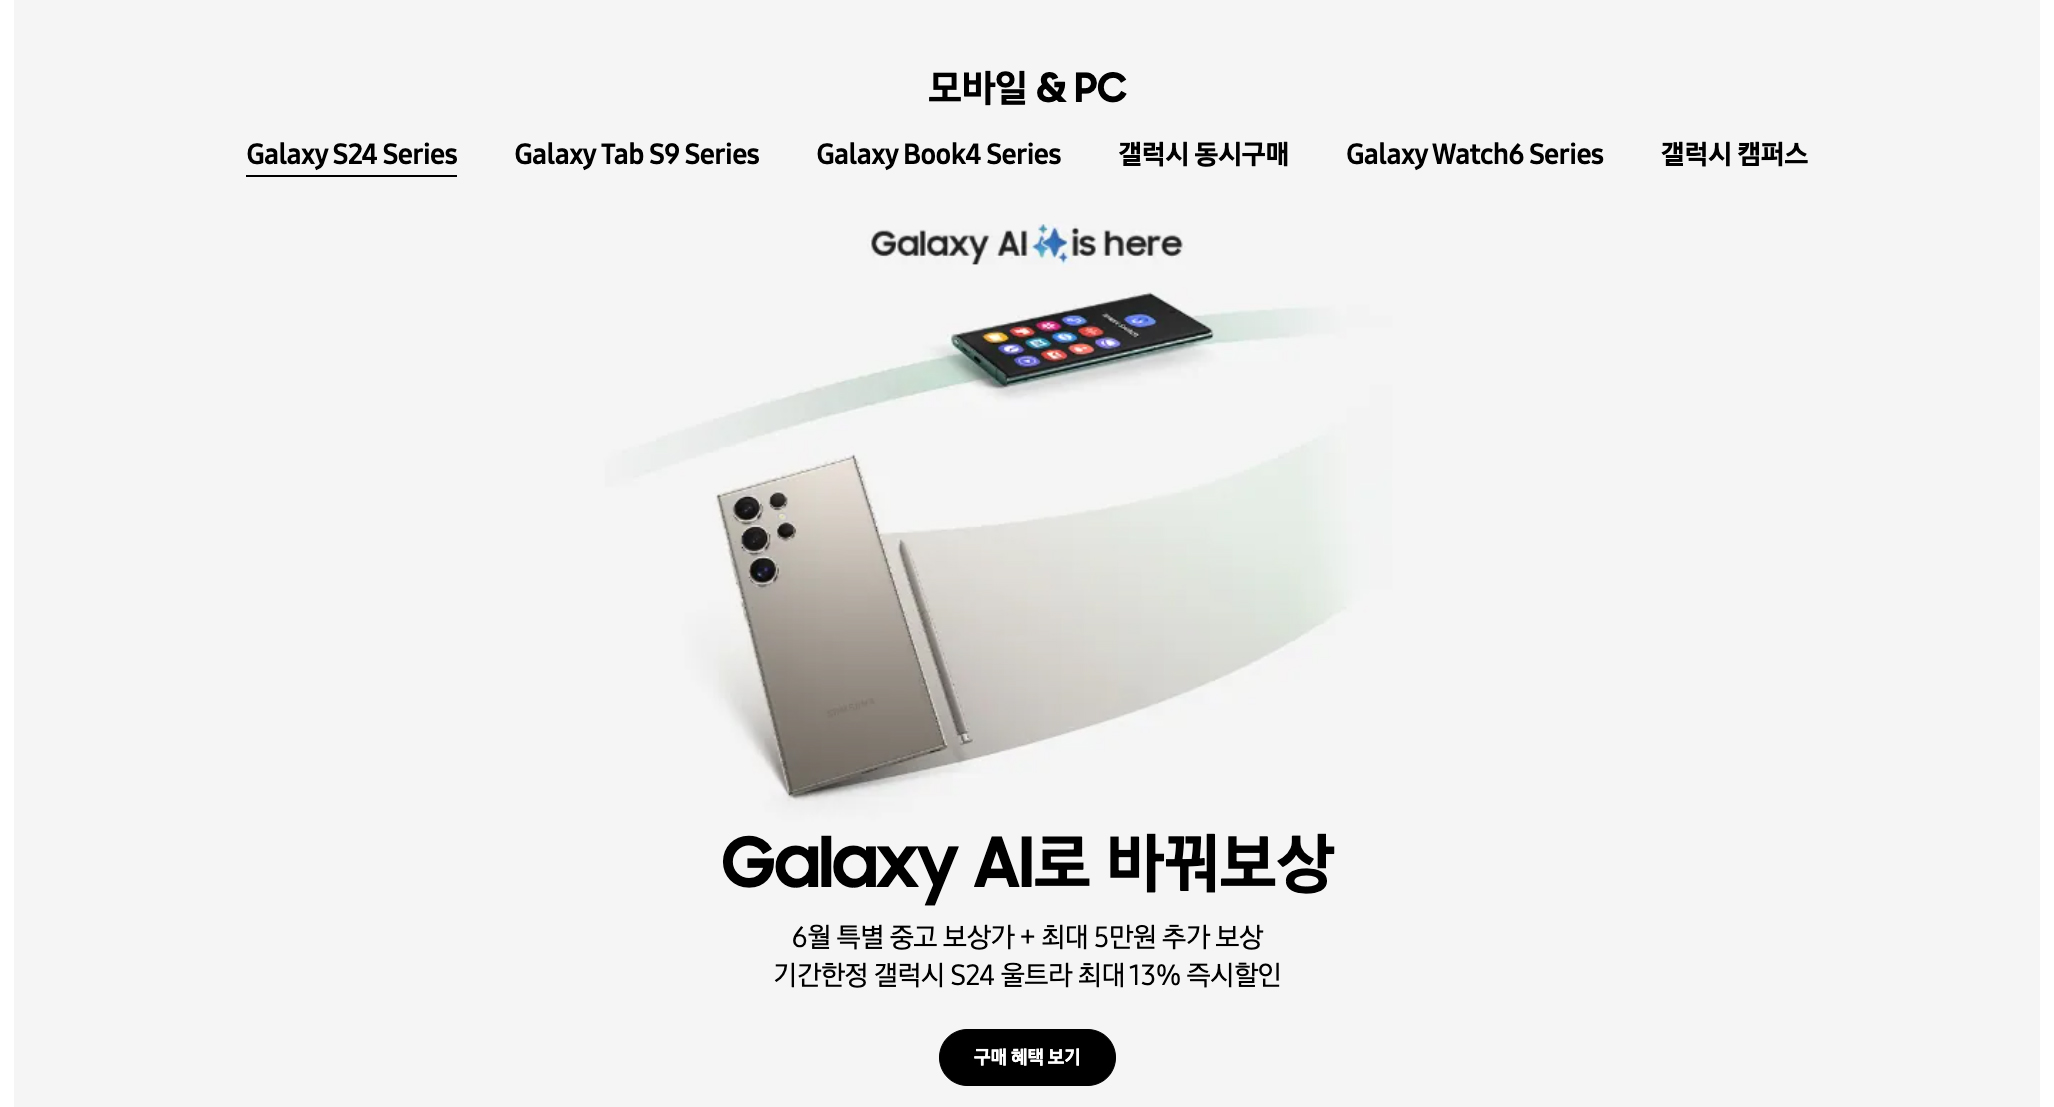 모바일 & PC
Galaxy S24 Series Galaxy Tab S9 Series Galaxy Book4 Series 갤럭시 동시구매 Galaxy Watch6 Series 갤럭시 캠퍼스
Galaxy AI is here
Smart Switch
SAMSUNG
Galaxy AI로 바꿔보상
6월 특별 중고 보상가 + 최대 5만원 추가 보상
기간한정 갤럭시 S24 울트라 최대 13% 즉시할인
구매 혜택 보기